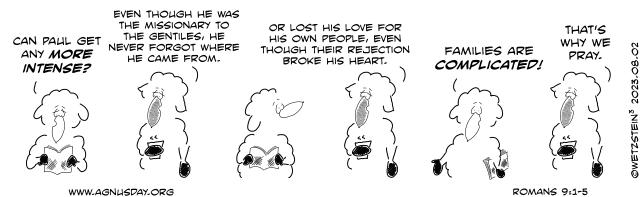 CAN PAUL GET
ANY MORE
INTENSE?
EVEN THOUGH HE WAS
THE MISSIONARY TO
THE GENTILES, HE
NEVER FORGOT WHERE
HE CAME FROM.
OR LOST HIS LOVE FOR
HIS OWN PEOPLE, EVEN
THOUGH THEIR REJECTION
BROKE HIS HEART.
FAMILIES ARE
COMPLICATED!
THAT'S
WHY WE
PRAY.
©WETZSTEIN³ 2023.08.02
WWW.AGNUSDAY.ORG
ROMANS 9:1-5